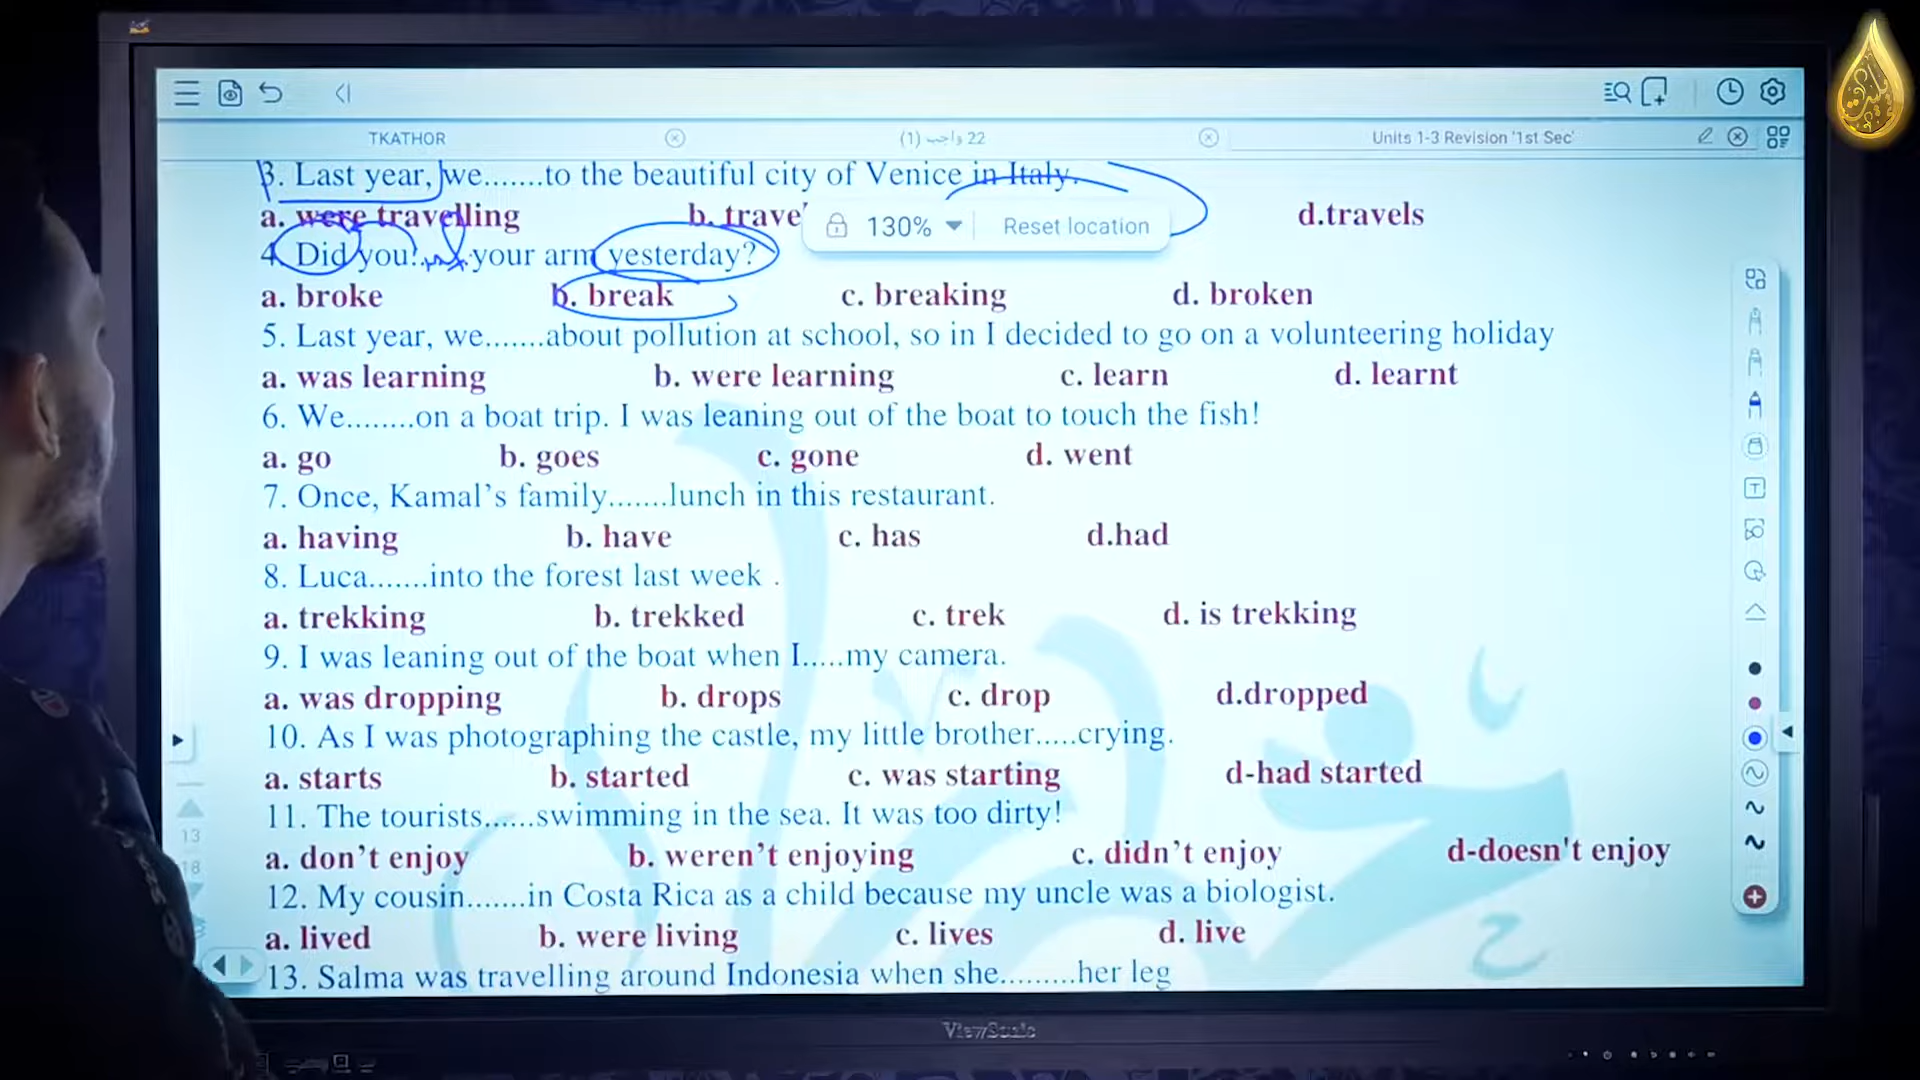 TKATHOR
22 واجب (1)
Units 1-3 Revision '1st Sec'
3. Last year, we.......to the beautiful city of Venice in Italy.
a. were travelling b. trave d.travels
130% Reset location
4. Did you!......your arm yesterday?
a. broke b. break c. breaking d. broken
5. Last year, we.......about pollution at school, so in I decided to go on a volunteering holiday
a. was learning b. were learning c. learn d. learnt
6. We........on a boat trip. I was leaning out of the boat to touch the fish!
a. go b. goes c. gone d. went
7. Once, Kamal’s family.......lunch in this restaurant.
a. having b. have c. has d.had
8. Luca.......into the forest last week .
a. trekking b. trekked c. trek d. is trekking
9. I was leaning out of the boat when I.....my camera.
a. was dropping b. drops c. drop d.dropped
10. As I was photographing the castle, my little brother.....crying.
a. starts b. started c. was starting d-had started
11. The tourists......swimming in the sea. It was too dirty!
a. don’t enjoy b. weren’t enjoying c. didn’t enjoy d-doesn't enjoy
12. My cousin.......in Costa Rica as a child because my uncle was a biologist.
a. lived b. were living c. lives d. live
13. Salma was travelling around Indonesia when she.........her leg
13
18
ViewSonic